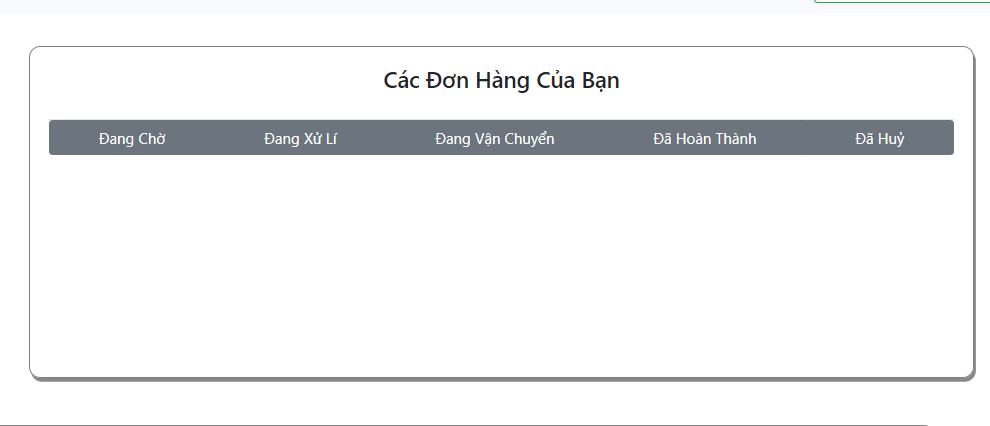 Các Đơn Hàng Của Bạn
Đang Chờ Đang Xử Lí Đang Vận Chuyển Đã Hoàn Thành Đã Huỷ